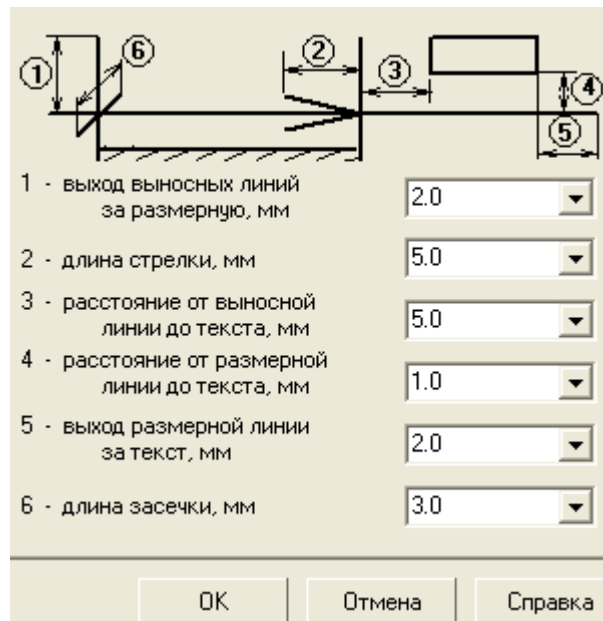 1
6
2
3
4
5
1 - выход выносных линий
за размерную, мм
2.0
2 - длина стрелки, мм
5.0
3 - расстояние от выносной
линии до текста, мм
5.0
4 - расстояние от размерной
линии до текста, мм
1.0
5 - выход размерной линии
за текст, мм
2.0
6 - длина засечки, мм
3.0
OK
Отмена
Справка